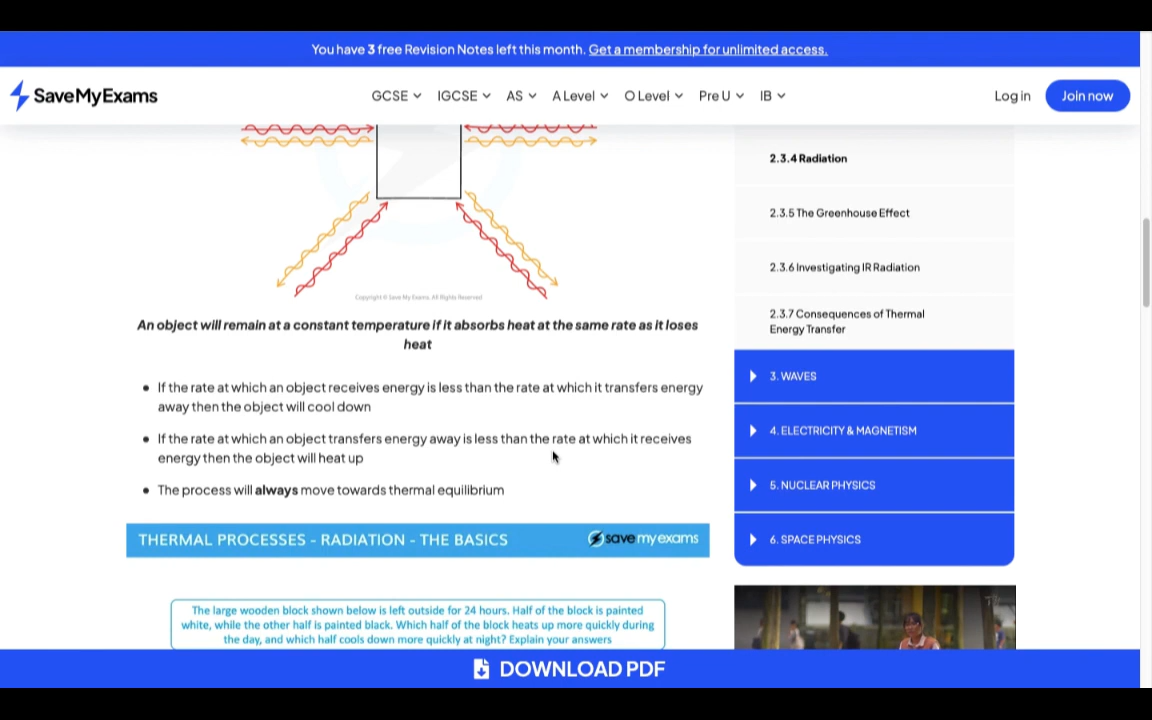 You have 3 free Revision Notes left this month. Get a membership for unlimited access.
SaveMyExams
GCSE
IGCSE
AS
A Level
O Level
Pre U
IB
Log in
Join now
Copyright © Save My Exams. All Rights Reserved
An object will remain at a constant temperature if it absorbs heat at the same rate as it loses
heat
If the rate at which an object receives energy is less than the rate at which it transfers energy
away then the object will cool down
If the rate at which an object transfers energy away is less than the rate at which it receives
energy then the object will heat up
The process will always move towards thermal equilibrium
THERMAL PROCESSES - RADIATION - THE BASICS
save my exams
The large wooden block shown below is left outside for 24 hours. Half of the block is painted
white, while the other half is painted black. Which half of the block heats up more quickly during
the day, and which half cools down more quickly at night? Explain your answers
2.3.4 Radiation
2.3.5 The Greenhouse Effect
2.3.6 Investigating IR Radiation
2.3.7 Consequences of Thermal
Energy Transfer
3. WAVES
4. ELECTRICITY & MAGNETISM
5. NUCLEAR PHYSICS
6. SPACE PHYSICS
DOWNLOAD PDF